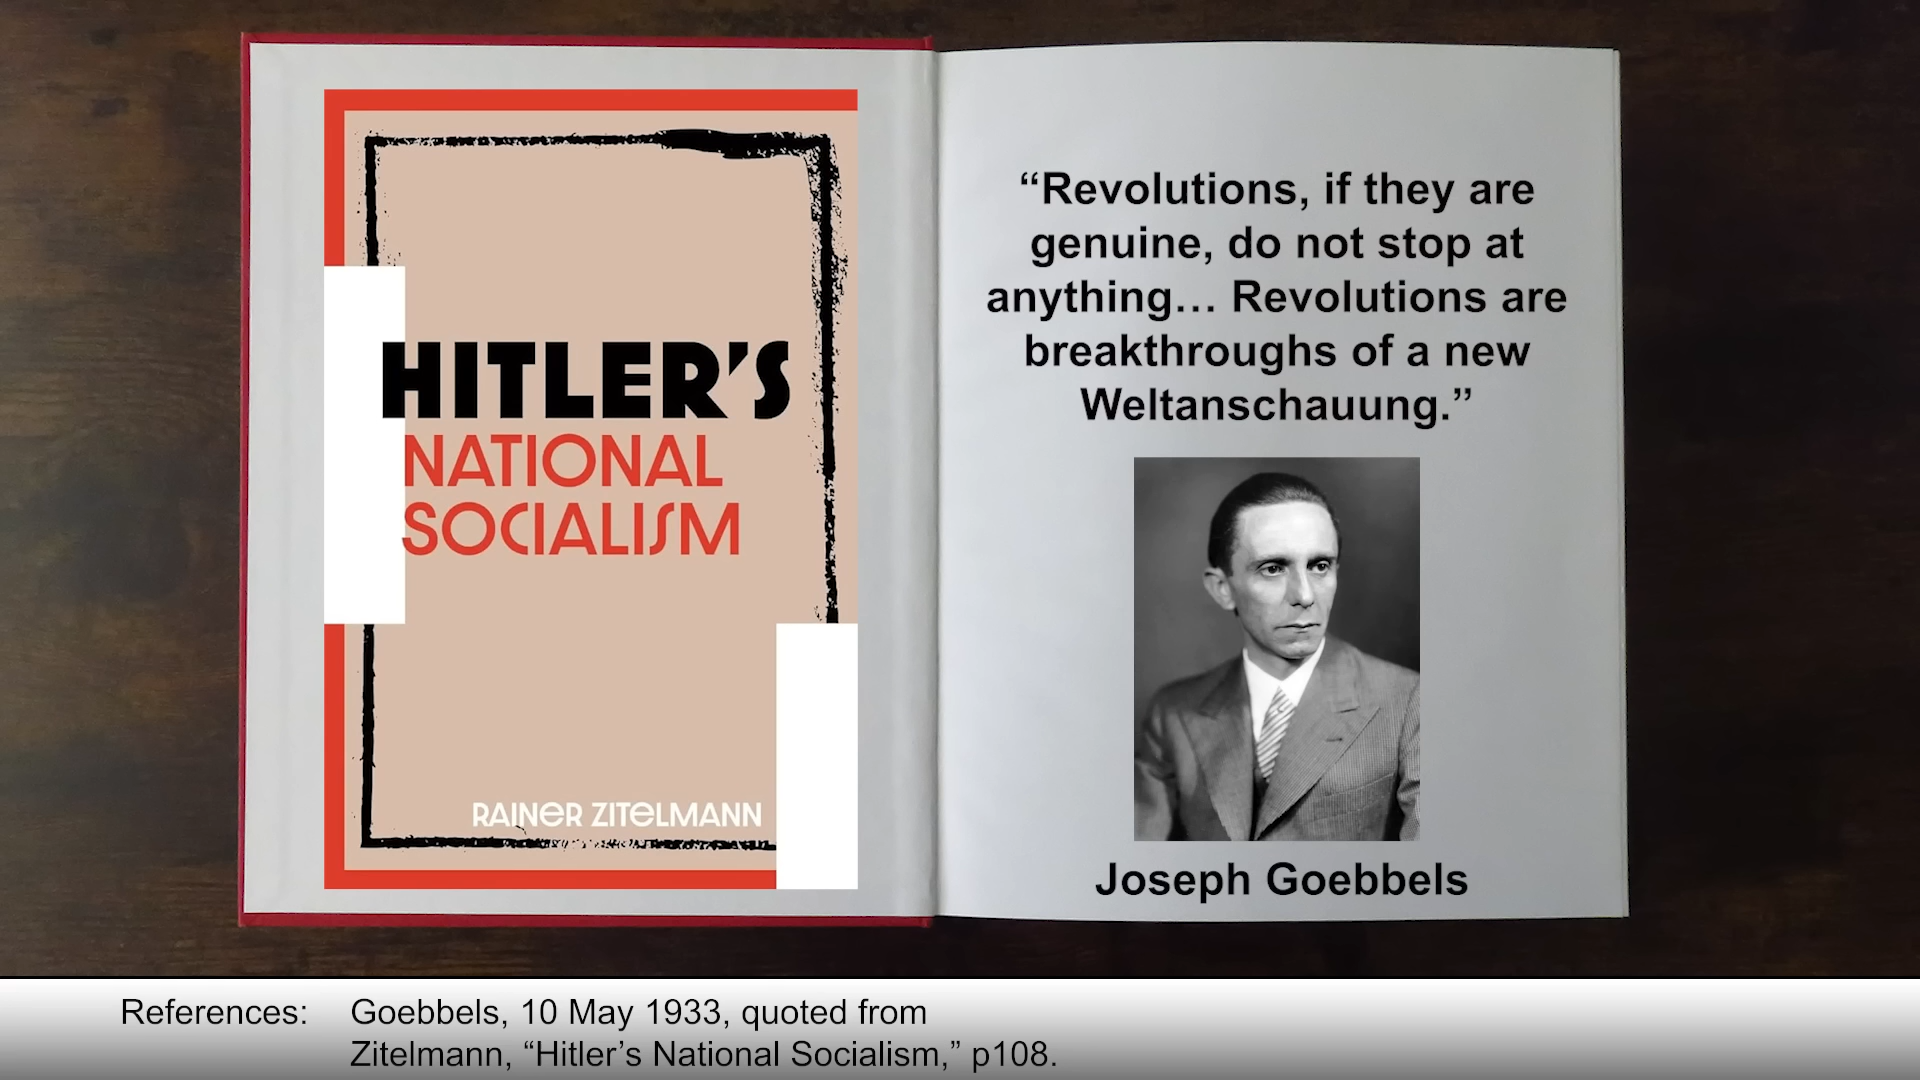 HITLER'S
NATIONAL
SOCIALISM
RAINER ZITELMANN
“Revolutions, if they are
genuine, do not stop at
anything… Revolutions are
breakthroughs of a new
Weltanschauung.”
Joseph Goebbels
References: Goebbels, 10 May 1933, quoted from
Zitelmann, “Hitler’s National Socialism,” p108.